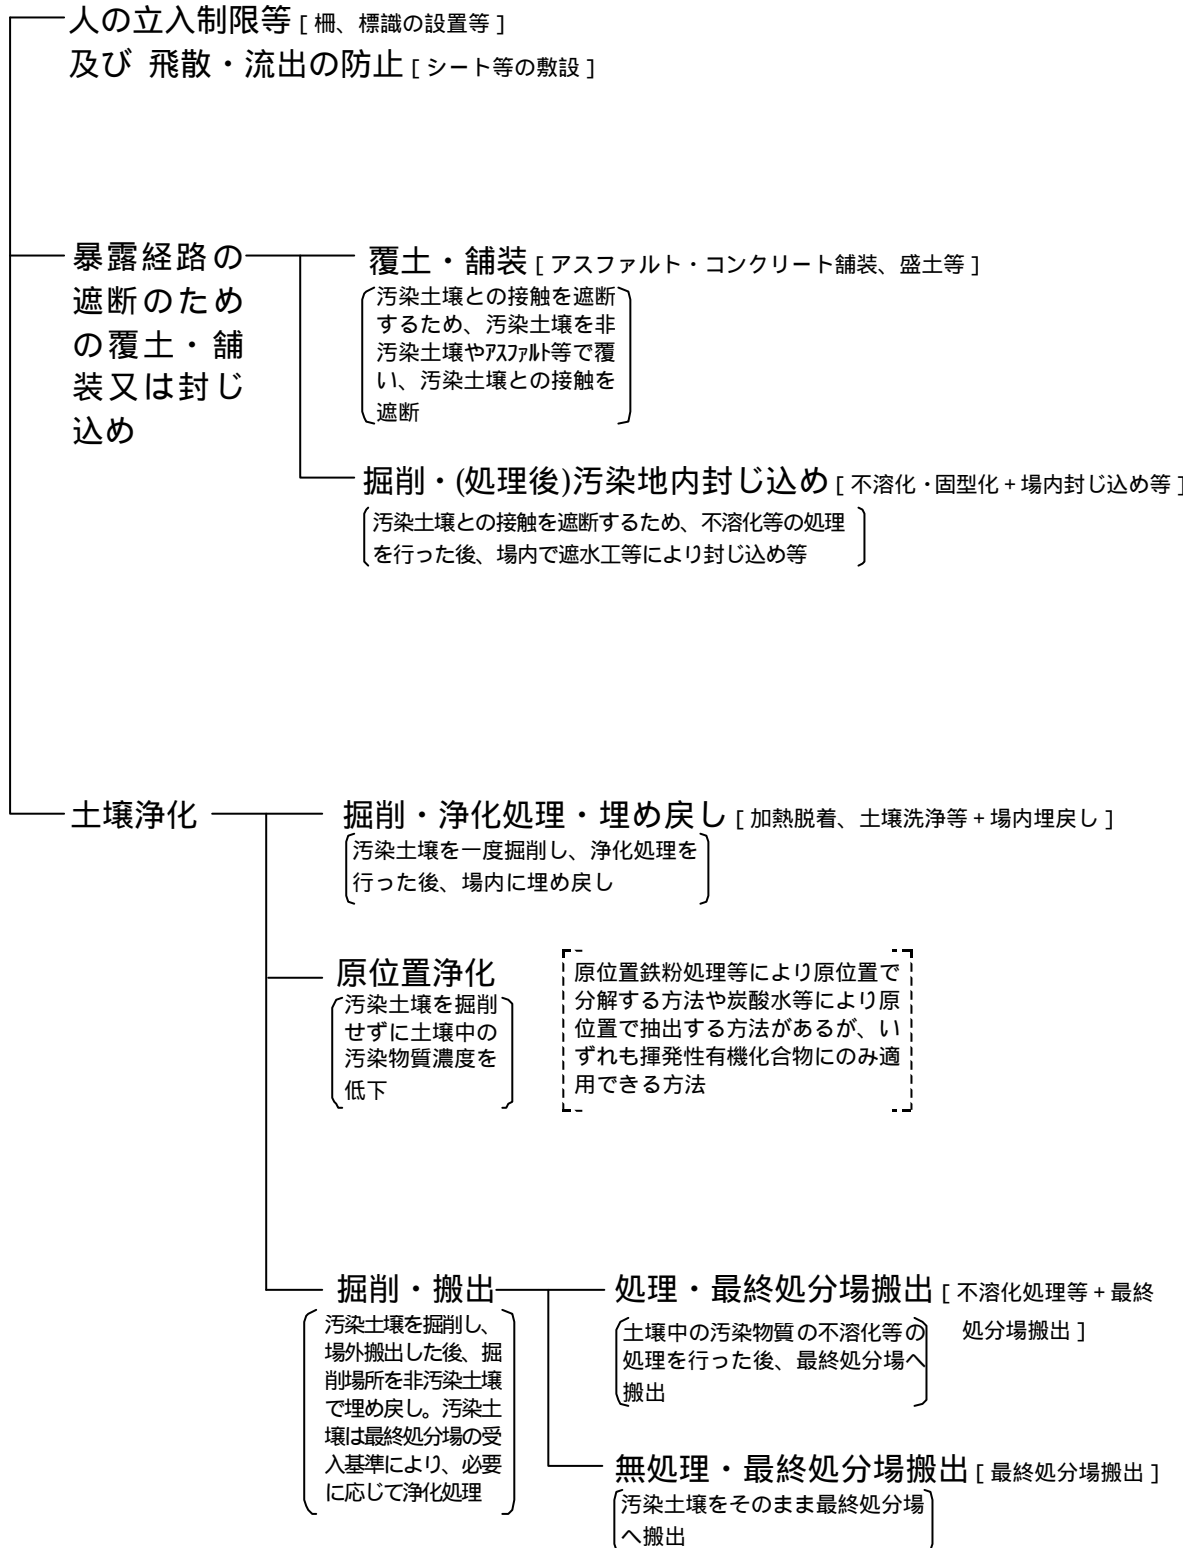 人の立入制限等 [ 柵、標識の設置等 ]
及び 飛散・流出の防止 [ シート等の敷設 ]
暴露経路の
遮断のため
の覆土・舗
装又は封じ
込め
覆土・舗装 [ アスファルト・コンクリート舗装、盛土等 ]
汚染土壌との接触を遮断
するため、汚染土壌を非
汚染土壌やｱｽﾌｧﾙﾄ等で覆
い、汚染土壌との接触を
遮断
掘削・(処理後)汚染地内封じ込め [ 不溶化・固型化 + 場内封じ込め等 ]
汚染土壌との接触を遮断するため、不溶化等の処理
を行った後、場内で遮水工等により封じ込め等
土壌浄化
掘削・浄化処理・埋め戻し [ 加熱脱着、土壌洗浄等 + 場内埋戻し ]
汚染土壌を一度掘削し、浄化処理を
行った後、場内に埋め戻し
原位置浄化
汚染土壌を掘削
せずに土壌中の
汚染物質濃度を
低下
原位置鉄粉処理等により原位置で
分解する方法や炭酸水等により原
位置で抽出する方法があるが、い
ずれも揮発性有機化合物にのみ適
用できる方法
掘削・搬出
汚染土壌を掘削し、
場外搬出した後、掘
削場所を非汚染土壌
で埋め戻し。汚染土
壌は最終処分場の受
入基準により、必要
に応じて浄化処理
処理・最終処分場搬出 [ 不溶化処理等 + 最終
処分場搬出 ]
土壌中の汚染物質の不溶化等の
処理を行った後、最終処分場へ
搬出
無処理・最終処分場搬出 [ 最終処分場搬出 ]
汚染土壌をそのまま最終処分場
へ搬出